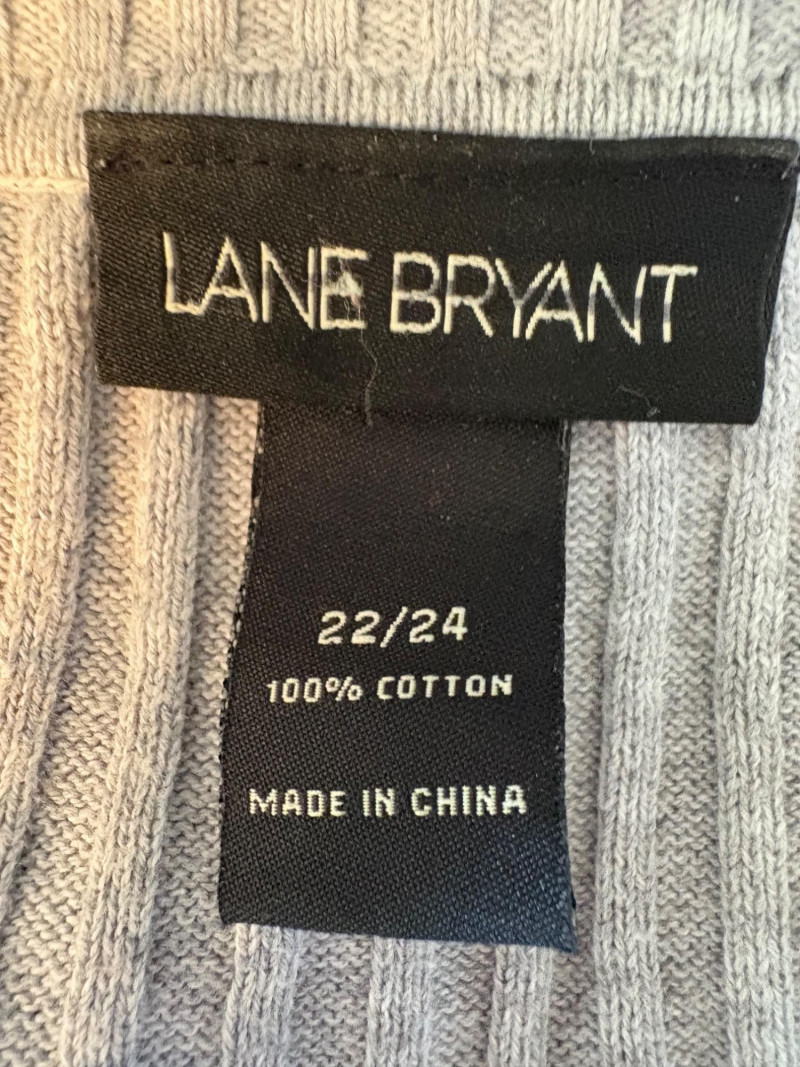 LANE BRYANT
22/24
100% COTTON
MADE IN CHINA